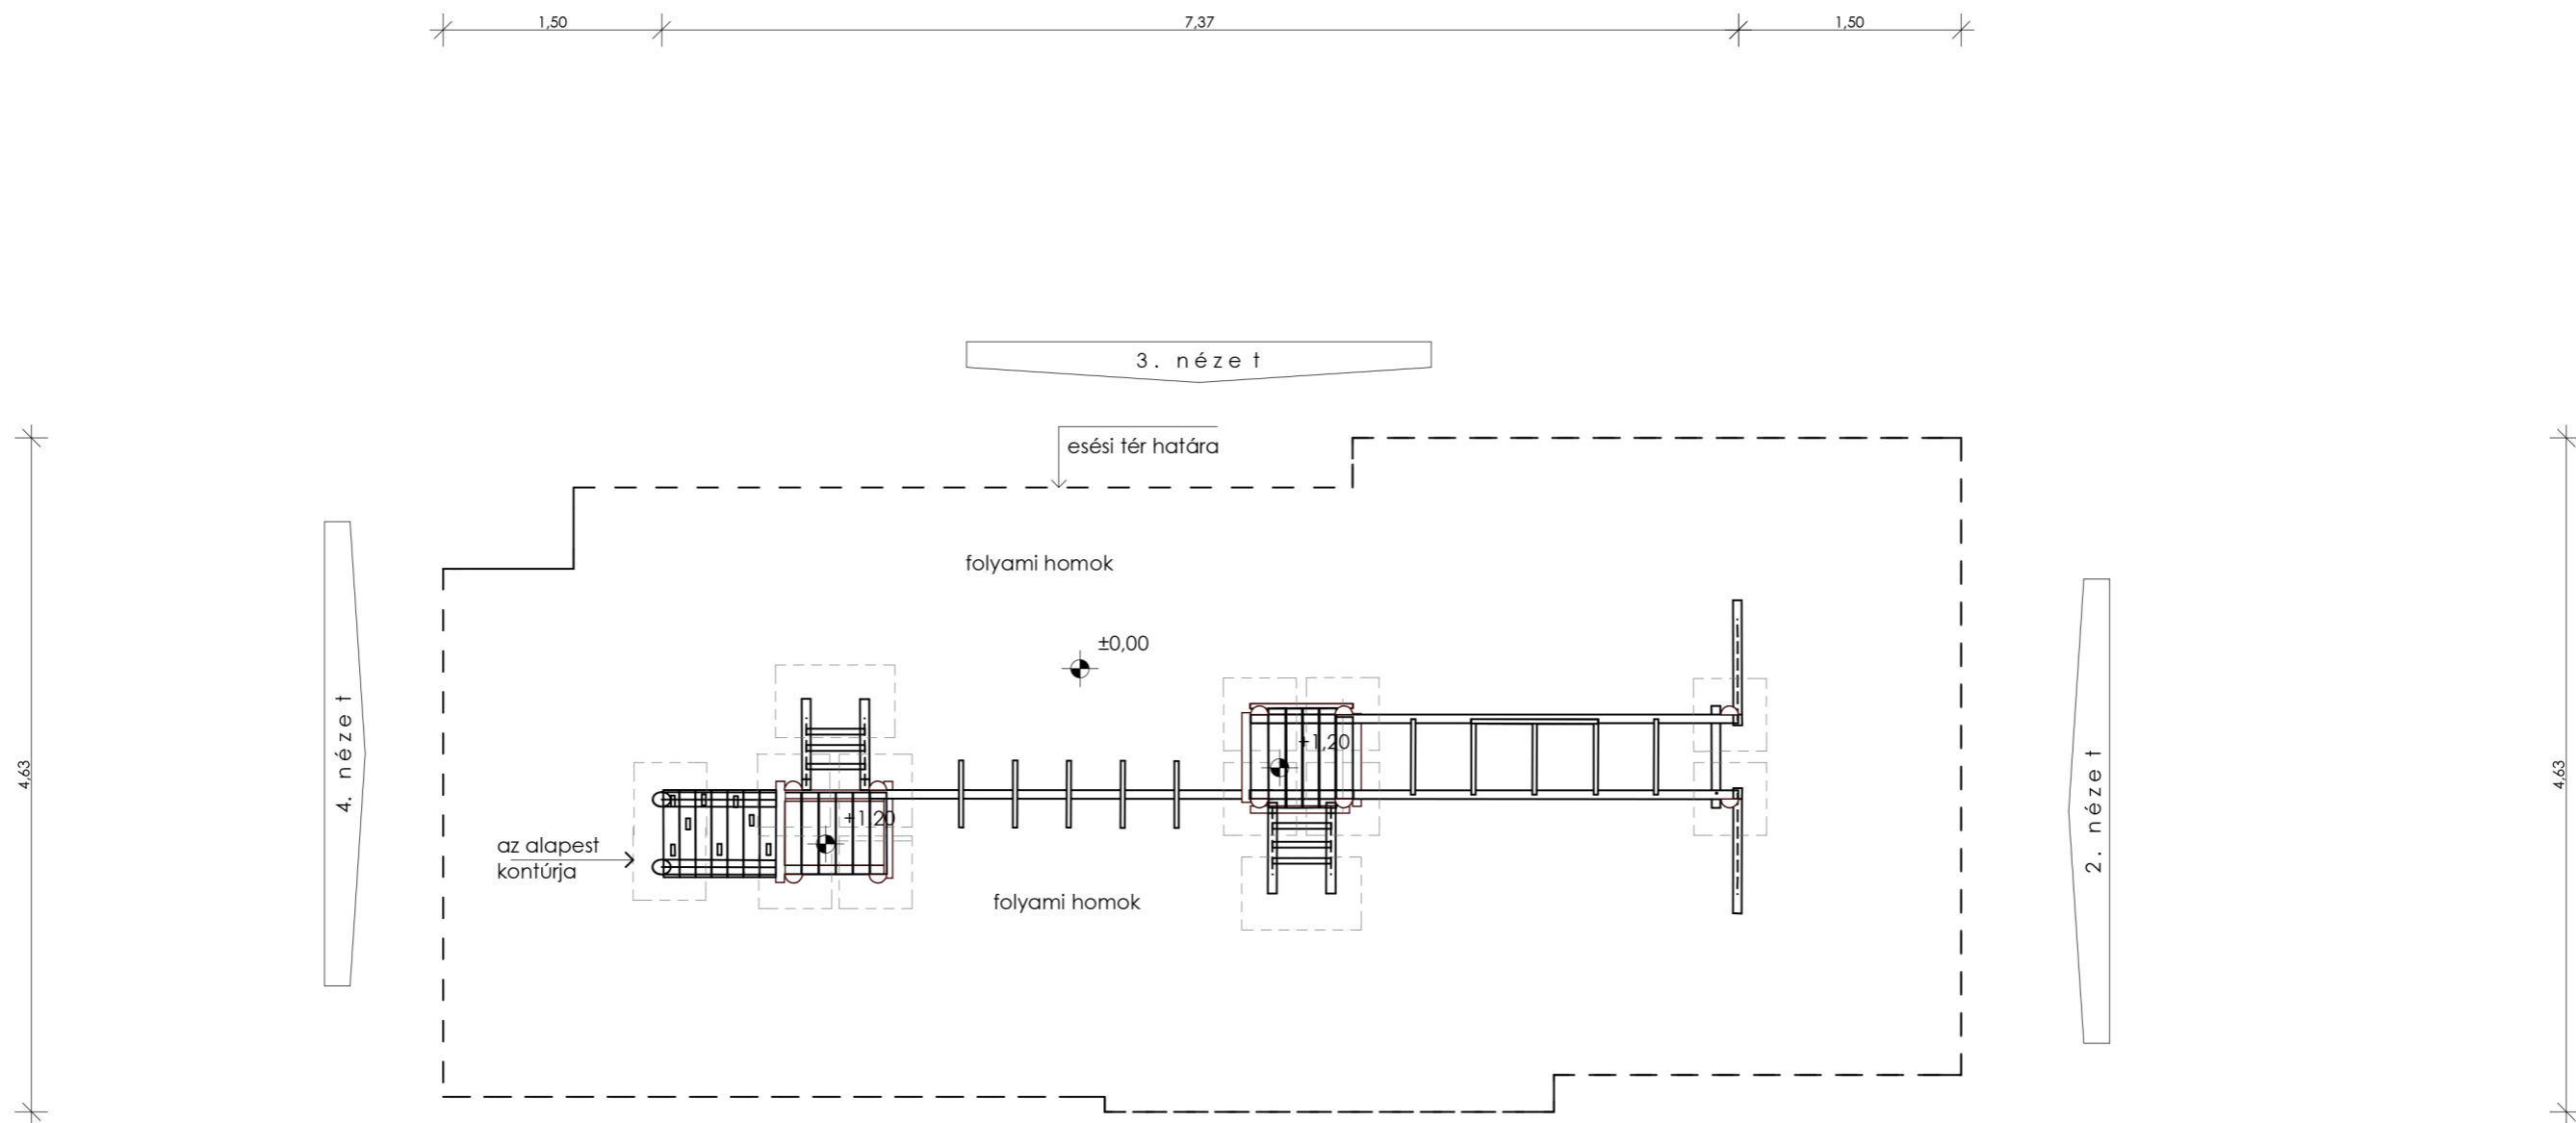 1,50
7,37
1,50
3. nézet
esési tér határa
folyami homok
±0,00
4. nézet
2. nézet
4,63
4,63
+1,20
+1,20
az alapest
kontúrja
folyami homok